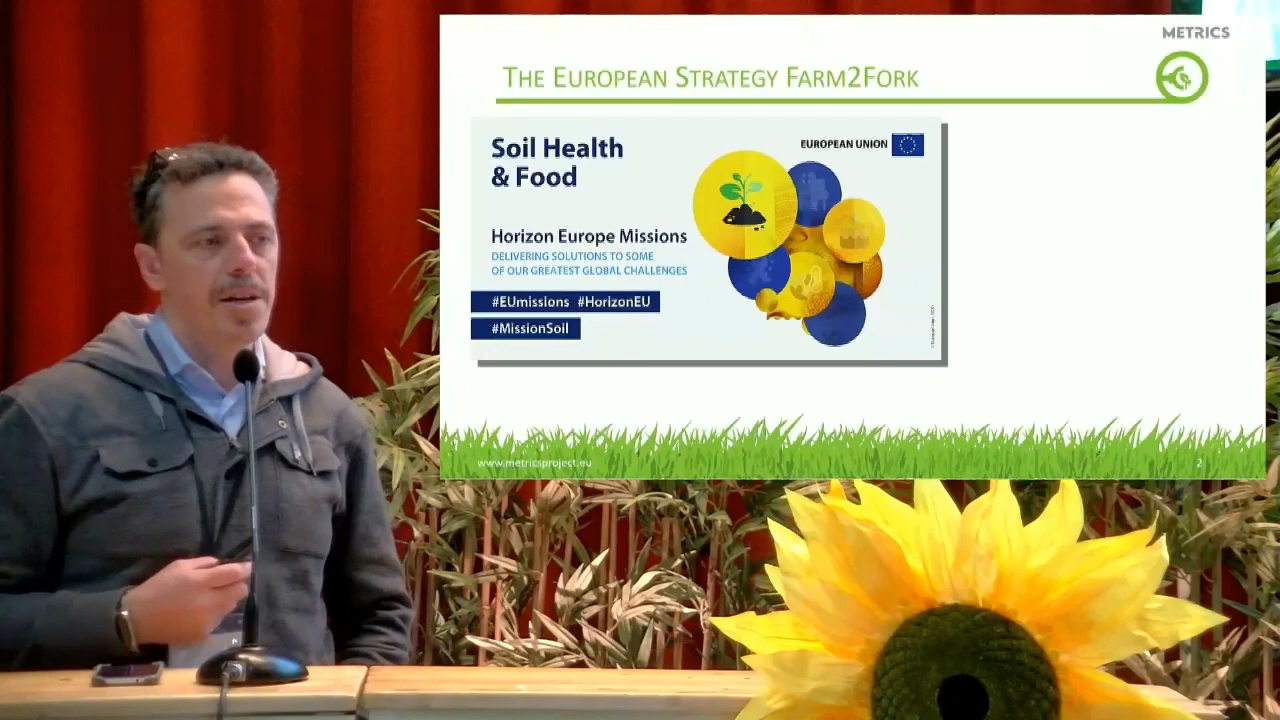 METRICS
THE EUROPEAN STRATEGY FARM2FORK
Soil Health
& Food
EUROPEAN UNION
Horizon Europe Missions
DELIVERING SOLUTIONS TO SOME
OF OUR GREATEST GLOBAL CHALLENGES
#EUmissions #HorizonEU
#MissionSoil
www.metricsproject.eu
2